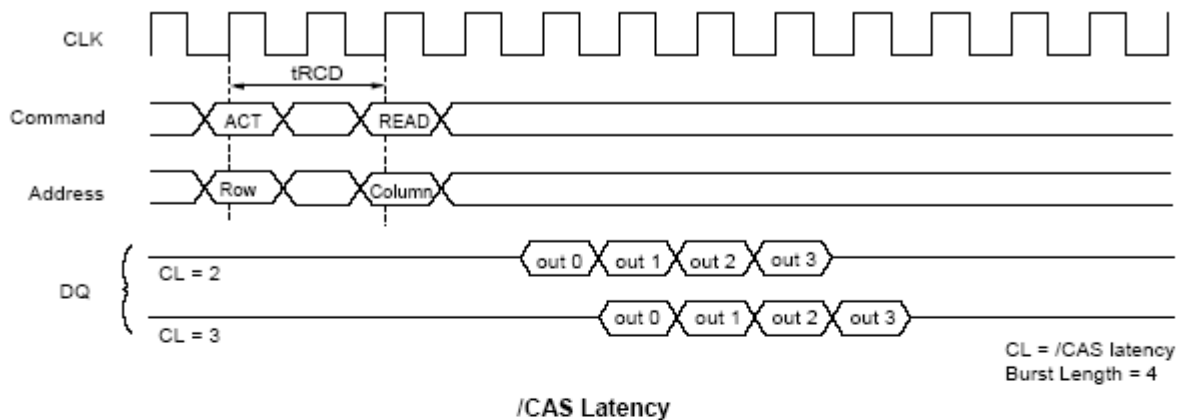 CLK
tRCD
Command ACT READ
Address Row Column
DQ
CL = 2 out 0 out 1 out 2 out 3
CL = 3 out 0 out 1 out 2 out 3
CL = /CAS latency
Burst Length = 4
/CAS Latency